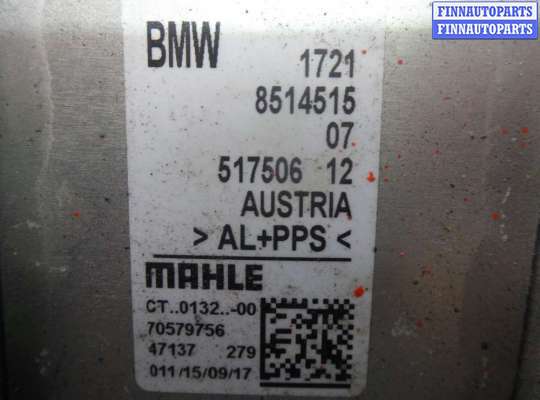 FINNAUTOPARTS
FINNAUTOPARTS
BMW 1721
8514515
07
517506 12
AUSTRIA
> AL+PPS <
MAHLE
CT..0132..-00
70579756
47137 279
011/15/09/17